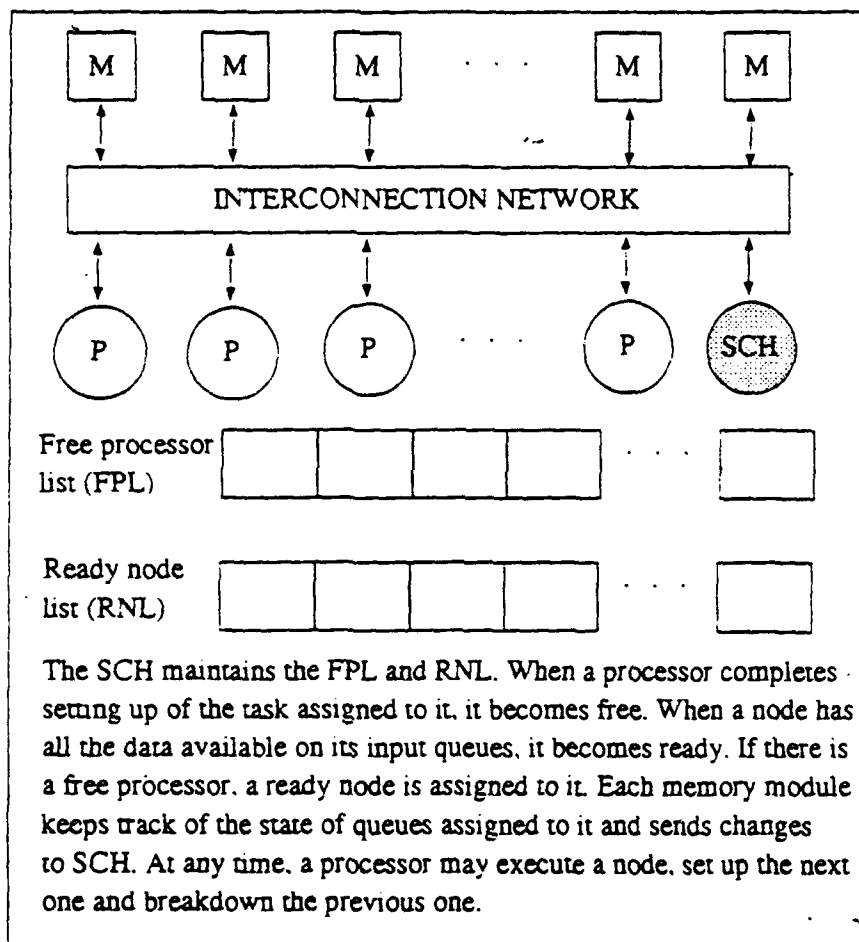 M M M M M
INTERCONNECTION NETWORK
P P P P SCH
Free processor
list (FPL)
Ready node
list (RNL)
The SCH maintains the FPL and RNL. When a processor completes
setting up of the task assigned to it, it becomes free. When a node has
all the data available on its input queues, it becomes ready. If there is
a free processor, a ready node is assigned to it. Each memory module
keeps track of the state of queues assigned to it and sends changes
to SCH. At any time, a processor may execute a node, set up the next
one and breakdown the previous one.